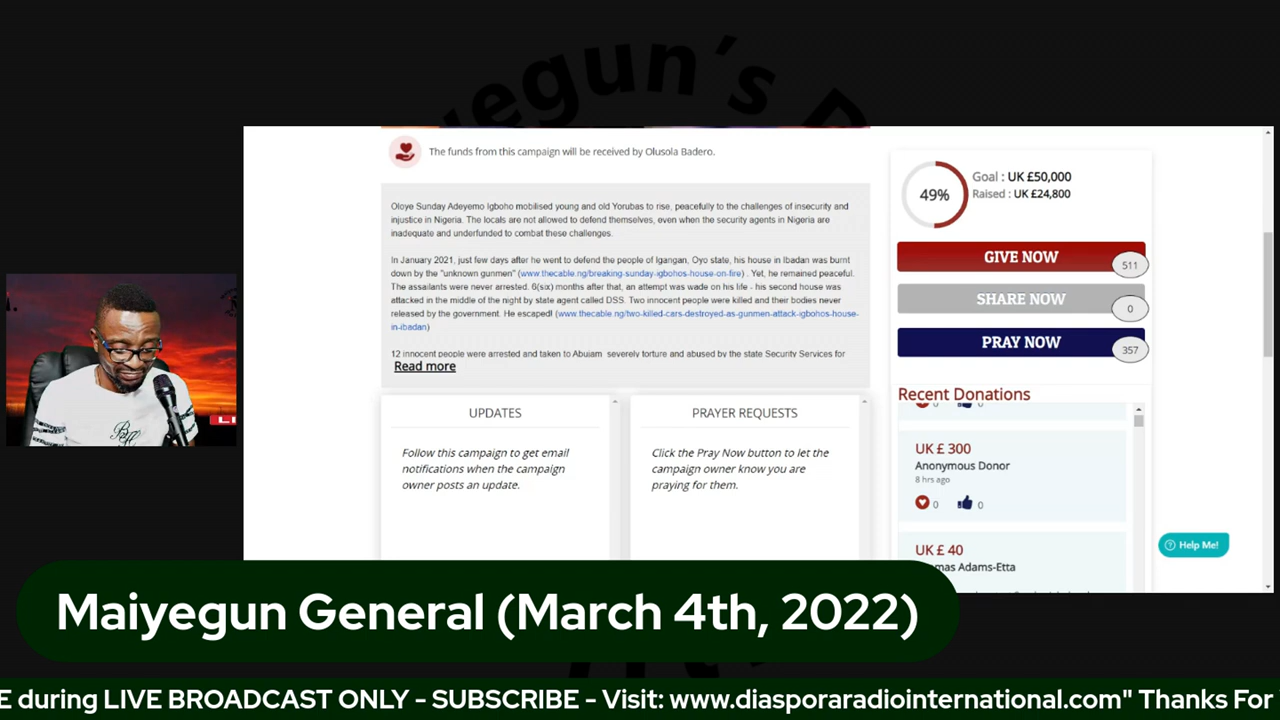 yegun's D
The funds from this campaign will be received by Olusola Badero.
Oloye Sunday Adeyemo Igboho mobilised young and old Yorubas to rise, peacefully to the challenges of insecurity and
injustice in Nigeria. The locals are not allowed to defend themselves, even when the security agents in Nigeria are
inadequate and underfunded to combat these challenges.
In January 2021, just few days after he went to defend the people of Igangan, Oyo state, his house in Ibadan was burnt
down by the "unknown gunmen" (www.thecable.ng/breaking-sunday-igbohos-house-on-fire) . Yet, he remained peaceful.
The assailants were never arrested. 6(six) months after that, an attempt was wade on his life - his second house was
attacked in the middle of the night by state agent called DSS. Two innocent people were killed and their bodies never
released by the government. He escaped! (www.thecable.ng/two-killed-cars-destroyed-as-gunmen-attack-igbohos-house-
in-ibadan)
12 innocent people were arrested and taken to Abujam severely torture and abused by the state Security Services for
Read more
UPDATES
Follow this campaign to get email
notifications when the campaign
owner posts an update.
PRAYER REQUESTS
Click the Pray Now button to let the
campaign owner know you are
praying for them.
49%
Goal : UK £50,000
Raised : UK £24,800
GIVE NOW
511
SHARE NOW
0
PRAY NOW
357
Recent Donations
0
0
UK £ 300
Anonymous Donor
8 hrs ago
0
0
UK £ 40
mas Adams-Etta
Help Me!
LI
Maiyegun General (March 4th, 2022)
E during LIVE BROADCAST ONLY - SUBSCRIBE - Visit: www.diasporaradiointernational.com" Thanks For